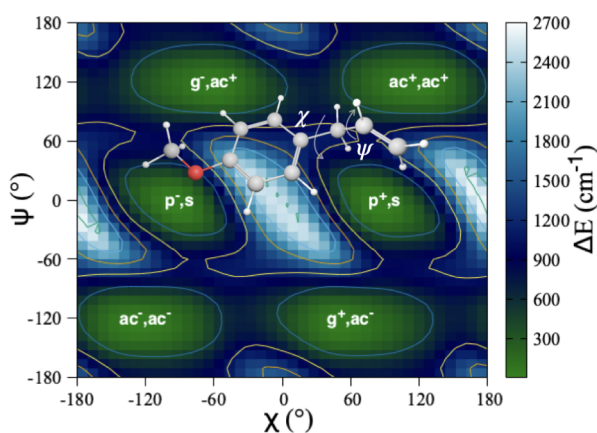 180
120
60
0
-60
-120
-180
ψ (°)
g⁻,ac⁺
ac⁺,ac⁺
χ
ψ
p⁻,s
p⁺,s
ac⁻,ac⁻
g⁺,ac⁻
-180
-120
-60
0
60
120
180
χ (°)
2700
2400
2100
1800
1500
1200
900
600
300
ΔE (cm⁻¹)